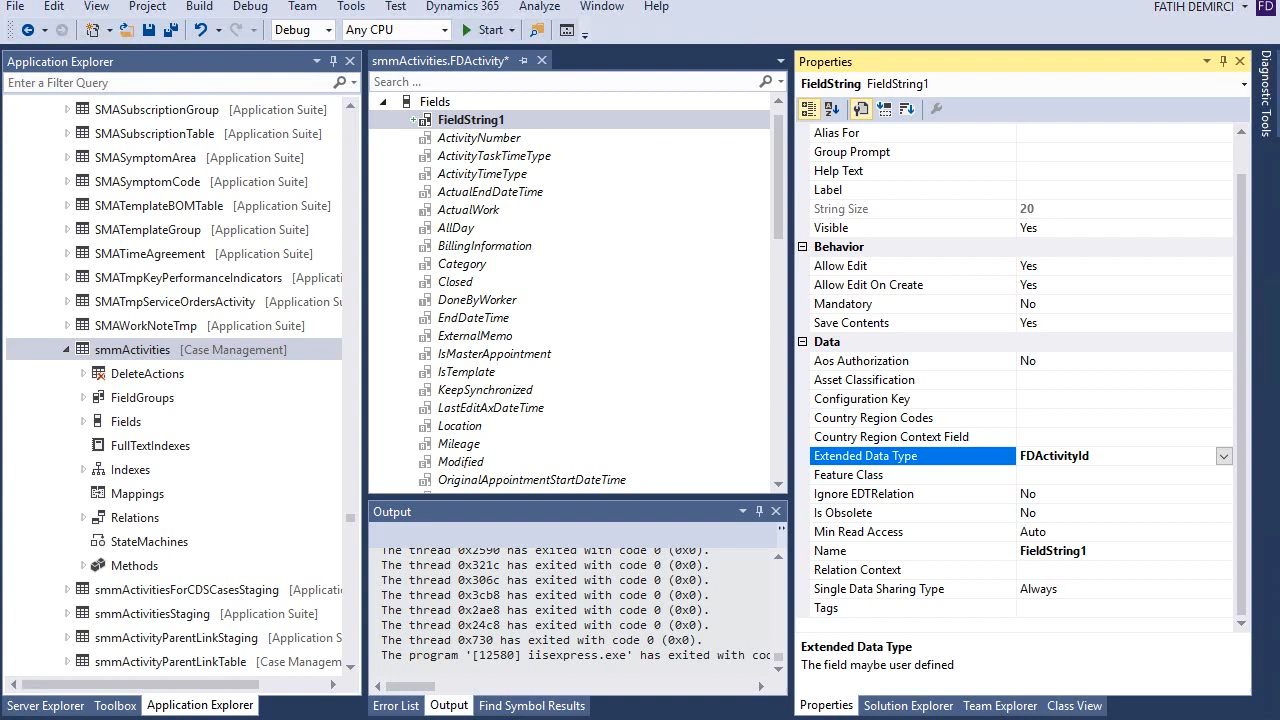 File Edit View Project Build Debug Team Tools Test Dynamics 365 Analyze Window Help FATIH DEMIRCI FD
Debug Any CPU Start
Application Explorer
Enter a Filter Query
SMASubscriptionGroup [Application Suite]
SMASubscriptionTable [Application Suite]
SMASymptomArea [Application Suite]
SMASymptomCode [Application Suite]
SMATemplateBOMTable [Application Suite]
SMATemplateGroup [Application Suite]
SMATimeAgreement [Application Suite]
SMATmpKeyPerformanceIndicators [Applicati
SMATmpServiceOrdersActivity [Application Su
SMAWorkNoteTmp [Application Suite]
smmActivities [Case Management]
DeleteActions
FieldGroups
Fields
FullTextIndexes
Indexes
Mappings
Relations
StateMachines
Methods
smmActivitiesForCDSCasesStaging [Application
smmActivitiesStaging [Application Suite]
smmActivityParentLinkStaging [Application Su
smmActivityParentLinkTable [Case Managem
Server Explorer Toolbox Application Explorer
smmActivities.FDActivity*
Search ...
Fields
FieldString1
ActivityNumber
ActivityTaskTimeType
ActivityTimeType
ActualEndDateTime
ActualWork
AllDay
BillingInformation
Category
Closed
DoneByWorker
EndDateTime
ExternalMemo
IsMasterAppointment
IsTemplate
KeepSynchronized
LastEditAxDateTime
Location
Mileage
Modified
OriginalAppointmentStartDateTime
Output
The thread 0x2590 has exited with code 0 (0x0).
The thread 0x321c has exited with code 0 (0x0).
The thread 0x306c has exited with code 0 (0x0).
The thread 0x3cb8 has exited with code 0 (0x0).
The thread 0x2ae8 has exited with code 0 (0x0).
The thread 0x24c8 has exited with code 0 (0x0).
The thread 0x730 has exited with code 0 (0x0).
The program '[12580] iisexpress.exe' has exited with cod
Error List Output Find Symbol Results
Properties
FieldString FieldString1
Alias For
Group Prompt
Help Text
Label
String Size 20
Visible Yes
Behavior
Allow Edit Yes
Allow Edit On Create Yes
Mandatory No
Save Contents Yes
Data
Aos Authorization No
Asset Classification
Configuration Key
Country Region Codes
Country Region Context Field
Extended Data Type FDActivityId
Feature Class
Ignore EDTRelation No
Is Obsolete No
Min Read Access Auto
Name FieldString1
Relation Context
Single Data Sharing Type Always
Tags
Extended Data Type
The field maybe user defined
Properties Solution Explorer Team Explorer Class View
Diagnostic Tools